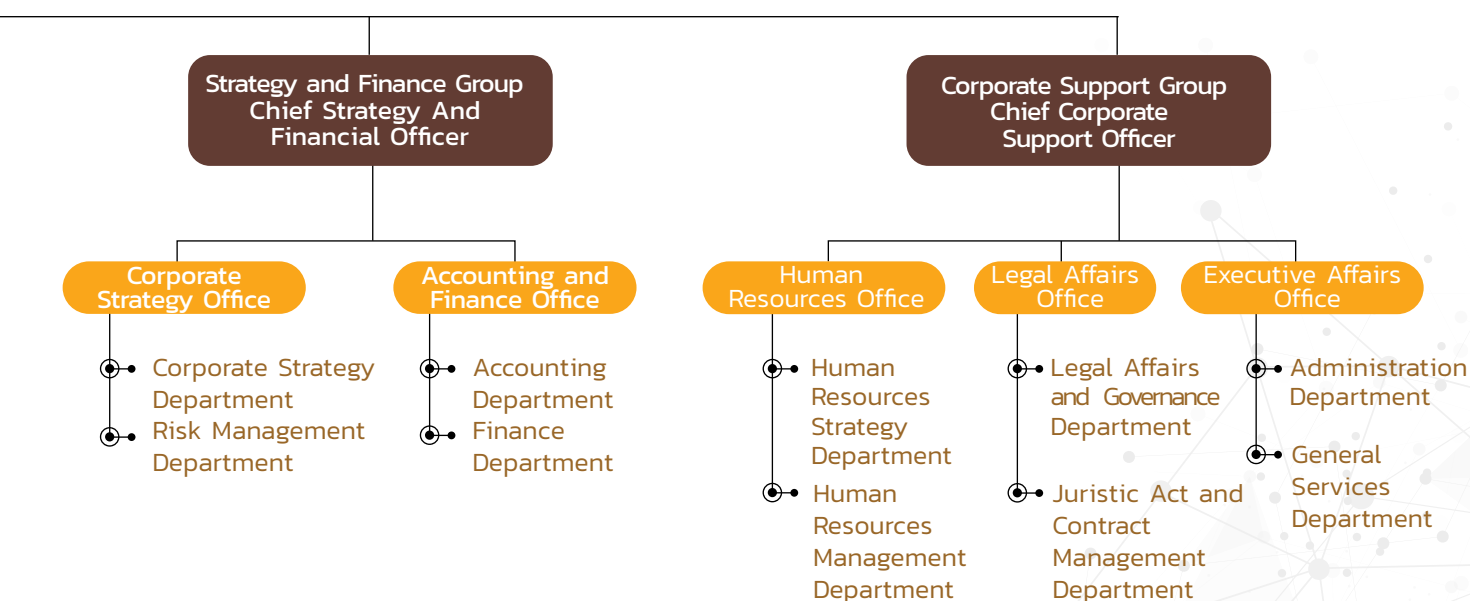 Strategy and Finance Group
Chief Strategy And
Financial Officer
Corporate Support Group
Chief Corporate
Support Officer
Corporate
Strategy Office
Accounting and
Finance Office
Human
Resources Office
Legal Affairs
Office
Executive Affairs
Office
Corporate Strategy
Department
Risk Management
Department
Accounting
Department
Finance
Department
Human
Resources
Strategy
Department
Human
Resources
Management
Department
Legal Affairs
and Governance
Department
Juristic Act and
Contract
Management
Department
Administration
Department
General
Services
Department